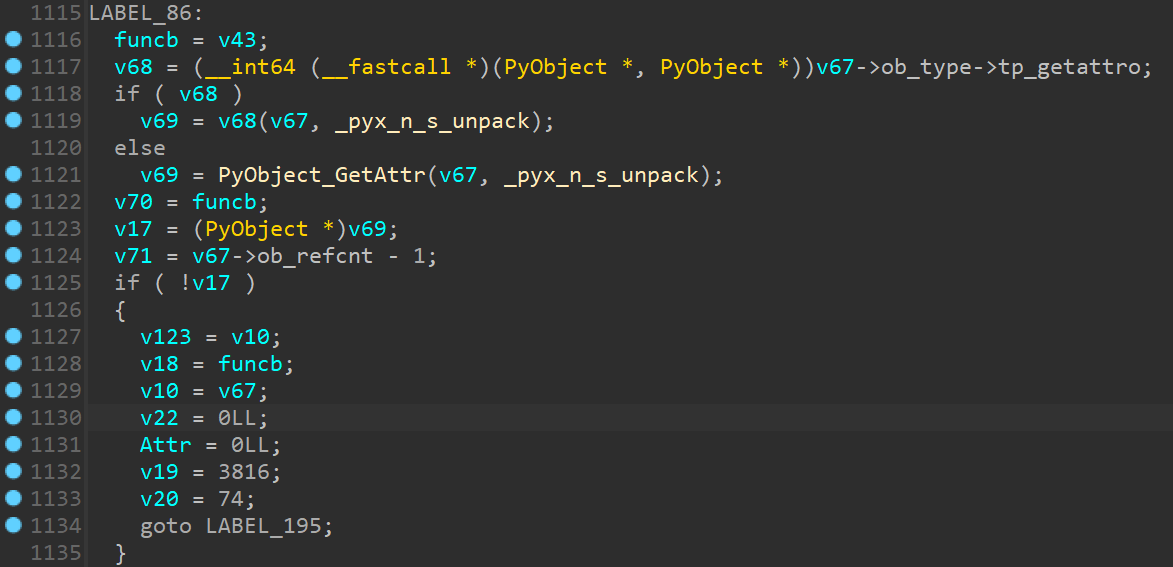 1115 LABEL_86:
1116   funcb = v43;
1117   v68 = (__int64 (__fastcall *)(PyObject *, PyObject *))v67->ob_type->tp_getattro;
1118   if ( v68 )
1119     v69 = v68(v67, _pyx_n_s_unpack);
1120   else
1121     v69 = PyObject_GetAttr(v67, _pyx_n_s_unpack);
1122   v70 = funcb;
1123   v17 = (PyObject *)v69;
1124   v71 = v67->ob_refcnt - 1;
1125   if ( !v17 )
1126   {
1127     v123 = v10;
1128     v18 = funcb;
1129     v10 = v67;
1130     v22 = 0LL;
1131     Attr = 0LL;
1132     v19 = 3816;
1133     v20 = 74;
1134     goto LABEL_195;
1135   }